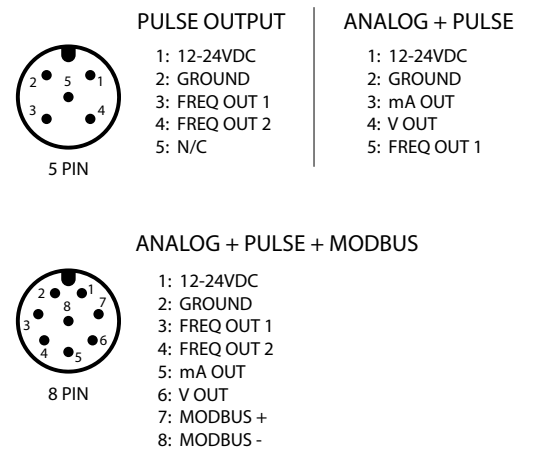 PULSE OUTPUT
1: 12-24VDC
2: GROUND
3: FREQ OUT 1
4: FREQ OUT 2
5: N/C
ANALOG + PULSE
1: 12-24VDC
2: GROUND
3: mA OUT
4: V OUT
5: FREQ OUT 1
2 5 1
3 4
5 PIN
ANALOG + PULSE + MODBUS
1: 12-24VDC
2: GROUND
3: FREQ OUT 1
4: FREQ OUT 2
5: mA OUT
6: V OUT
7: MODBUS +
8: MODBUS -
2 1
8 7
3
4 5 6
8 PIN